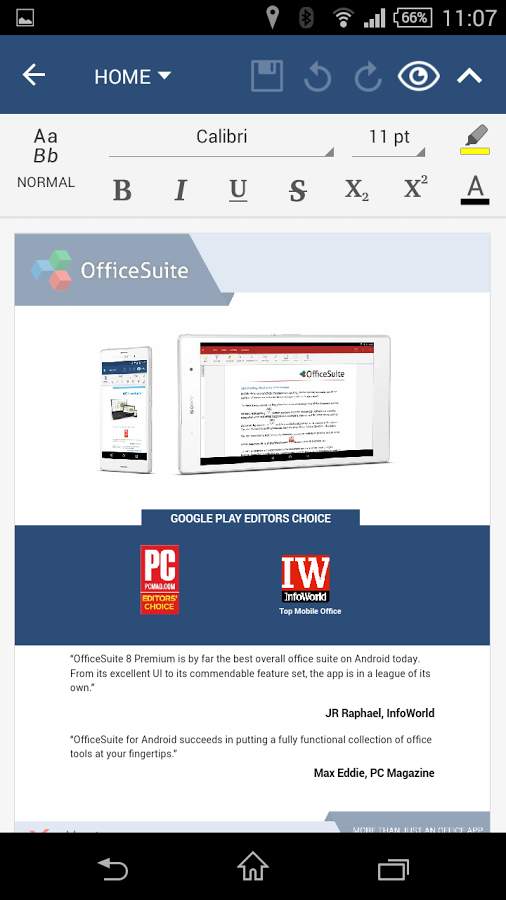 66% 11:07
HOME
Aa
Bb
NORMAL
Calibri
11 pt
B I U S X₂ X² A
OfficeSuite
OfficeSuite
GOOGLE PLAY EDITORS CHOICE
PC
PCMAG.COM
EDITORS'
CHOICE
IW
InfoWorld
Top Mobile Office
"OfficeSuite 8 Premium is by far the best overall office suite on Android today.
From its excellent UI to its commendable feature set, the app is in a league of its
own."
JR Raphael, InfoWorld
"OfficeSuite for Android succeeds in putting a fully functional collection of office
tools at your fingertips."
Max Eddie, PC Magazine
MORE THAN JUST AN OFFICE APP